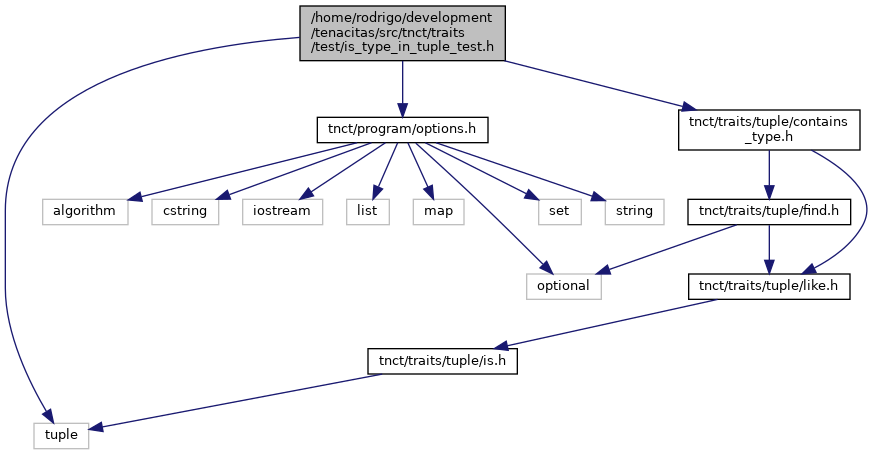 /home/rodrigo/development
/tenacitas/src/tnct/traits
/test/is_type_in_tuple_test.h
tnct/program/options.h
tnct/traits/tuple/contains
_type.h
algorithm
cstring
iostream
list
map
set
string
tnct/traits/tuple/find.h
optional
tnct/traits/tuple/like.h
tnct/traits/tuple/is.h
tuple